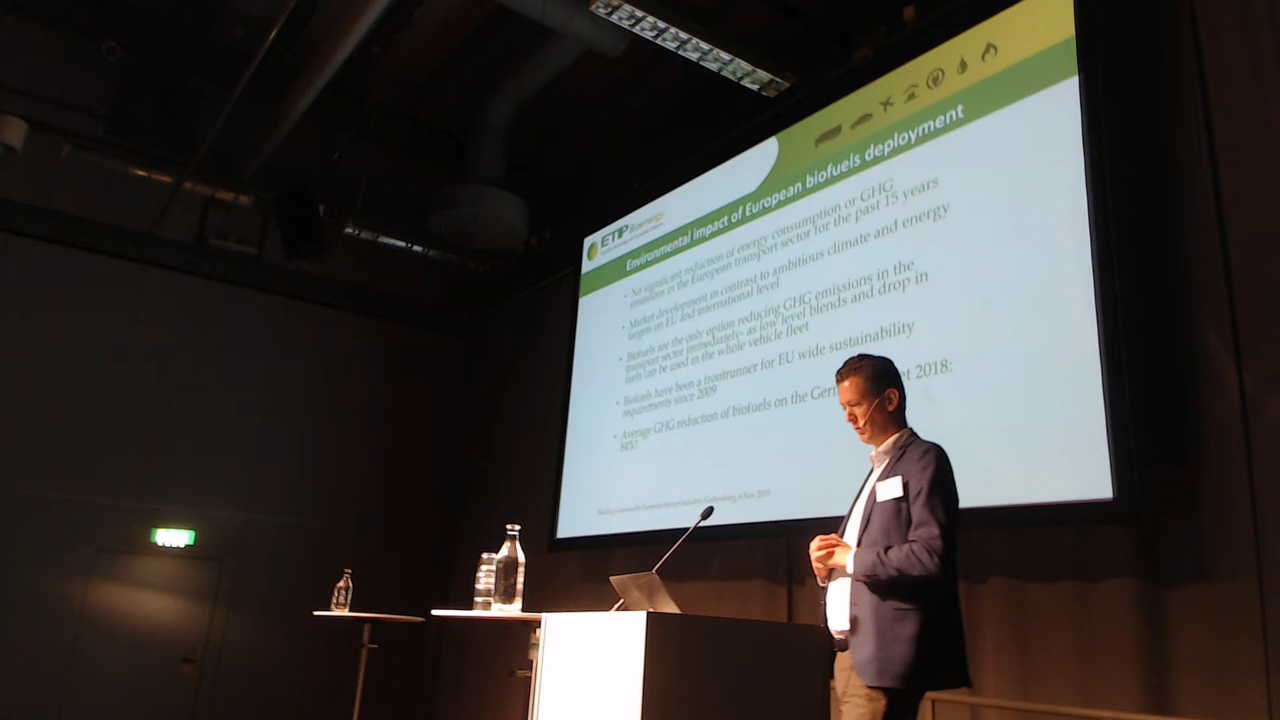 ETP Bioenergy
Environmental impact of European biofuels deployment
• No significant reduction of energy consumption or GHG
emissions in the European transport sector for the past 15 years
• Market development in contrast to ambitious climate and energy
targets on EU and international level
• Biofuels are the only option reducing GHG emissions in the
transport sector immediately- as low level blends and drop in
fuels can be used in the whole vehicle fleet
• Biofuels have been a frontrunner for EU wide sustainability
requirements since 2009
• Average GHG reduction of biofuels on the 2018:
84%!